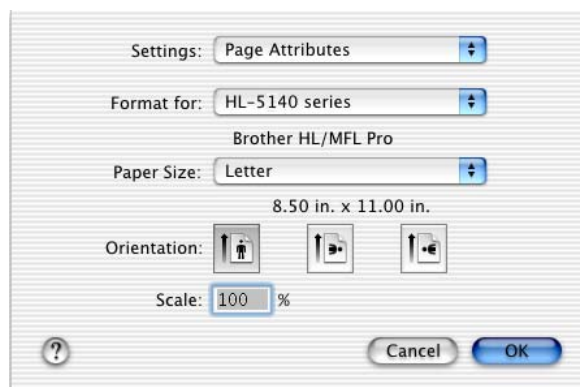 Settings: Page Attributes
Format for: HL-5140 series
Brother HL/MFL Pro
Paper Size: Letter
8.50 in. x 11.00 in.
Orientation:
Scale: 100 %
? Cancel OK